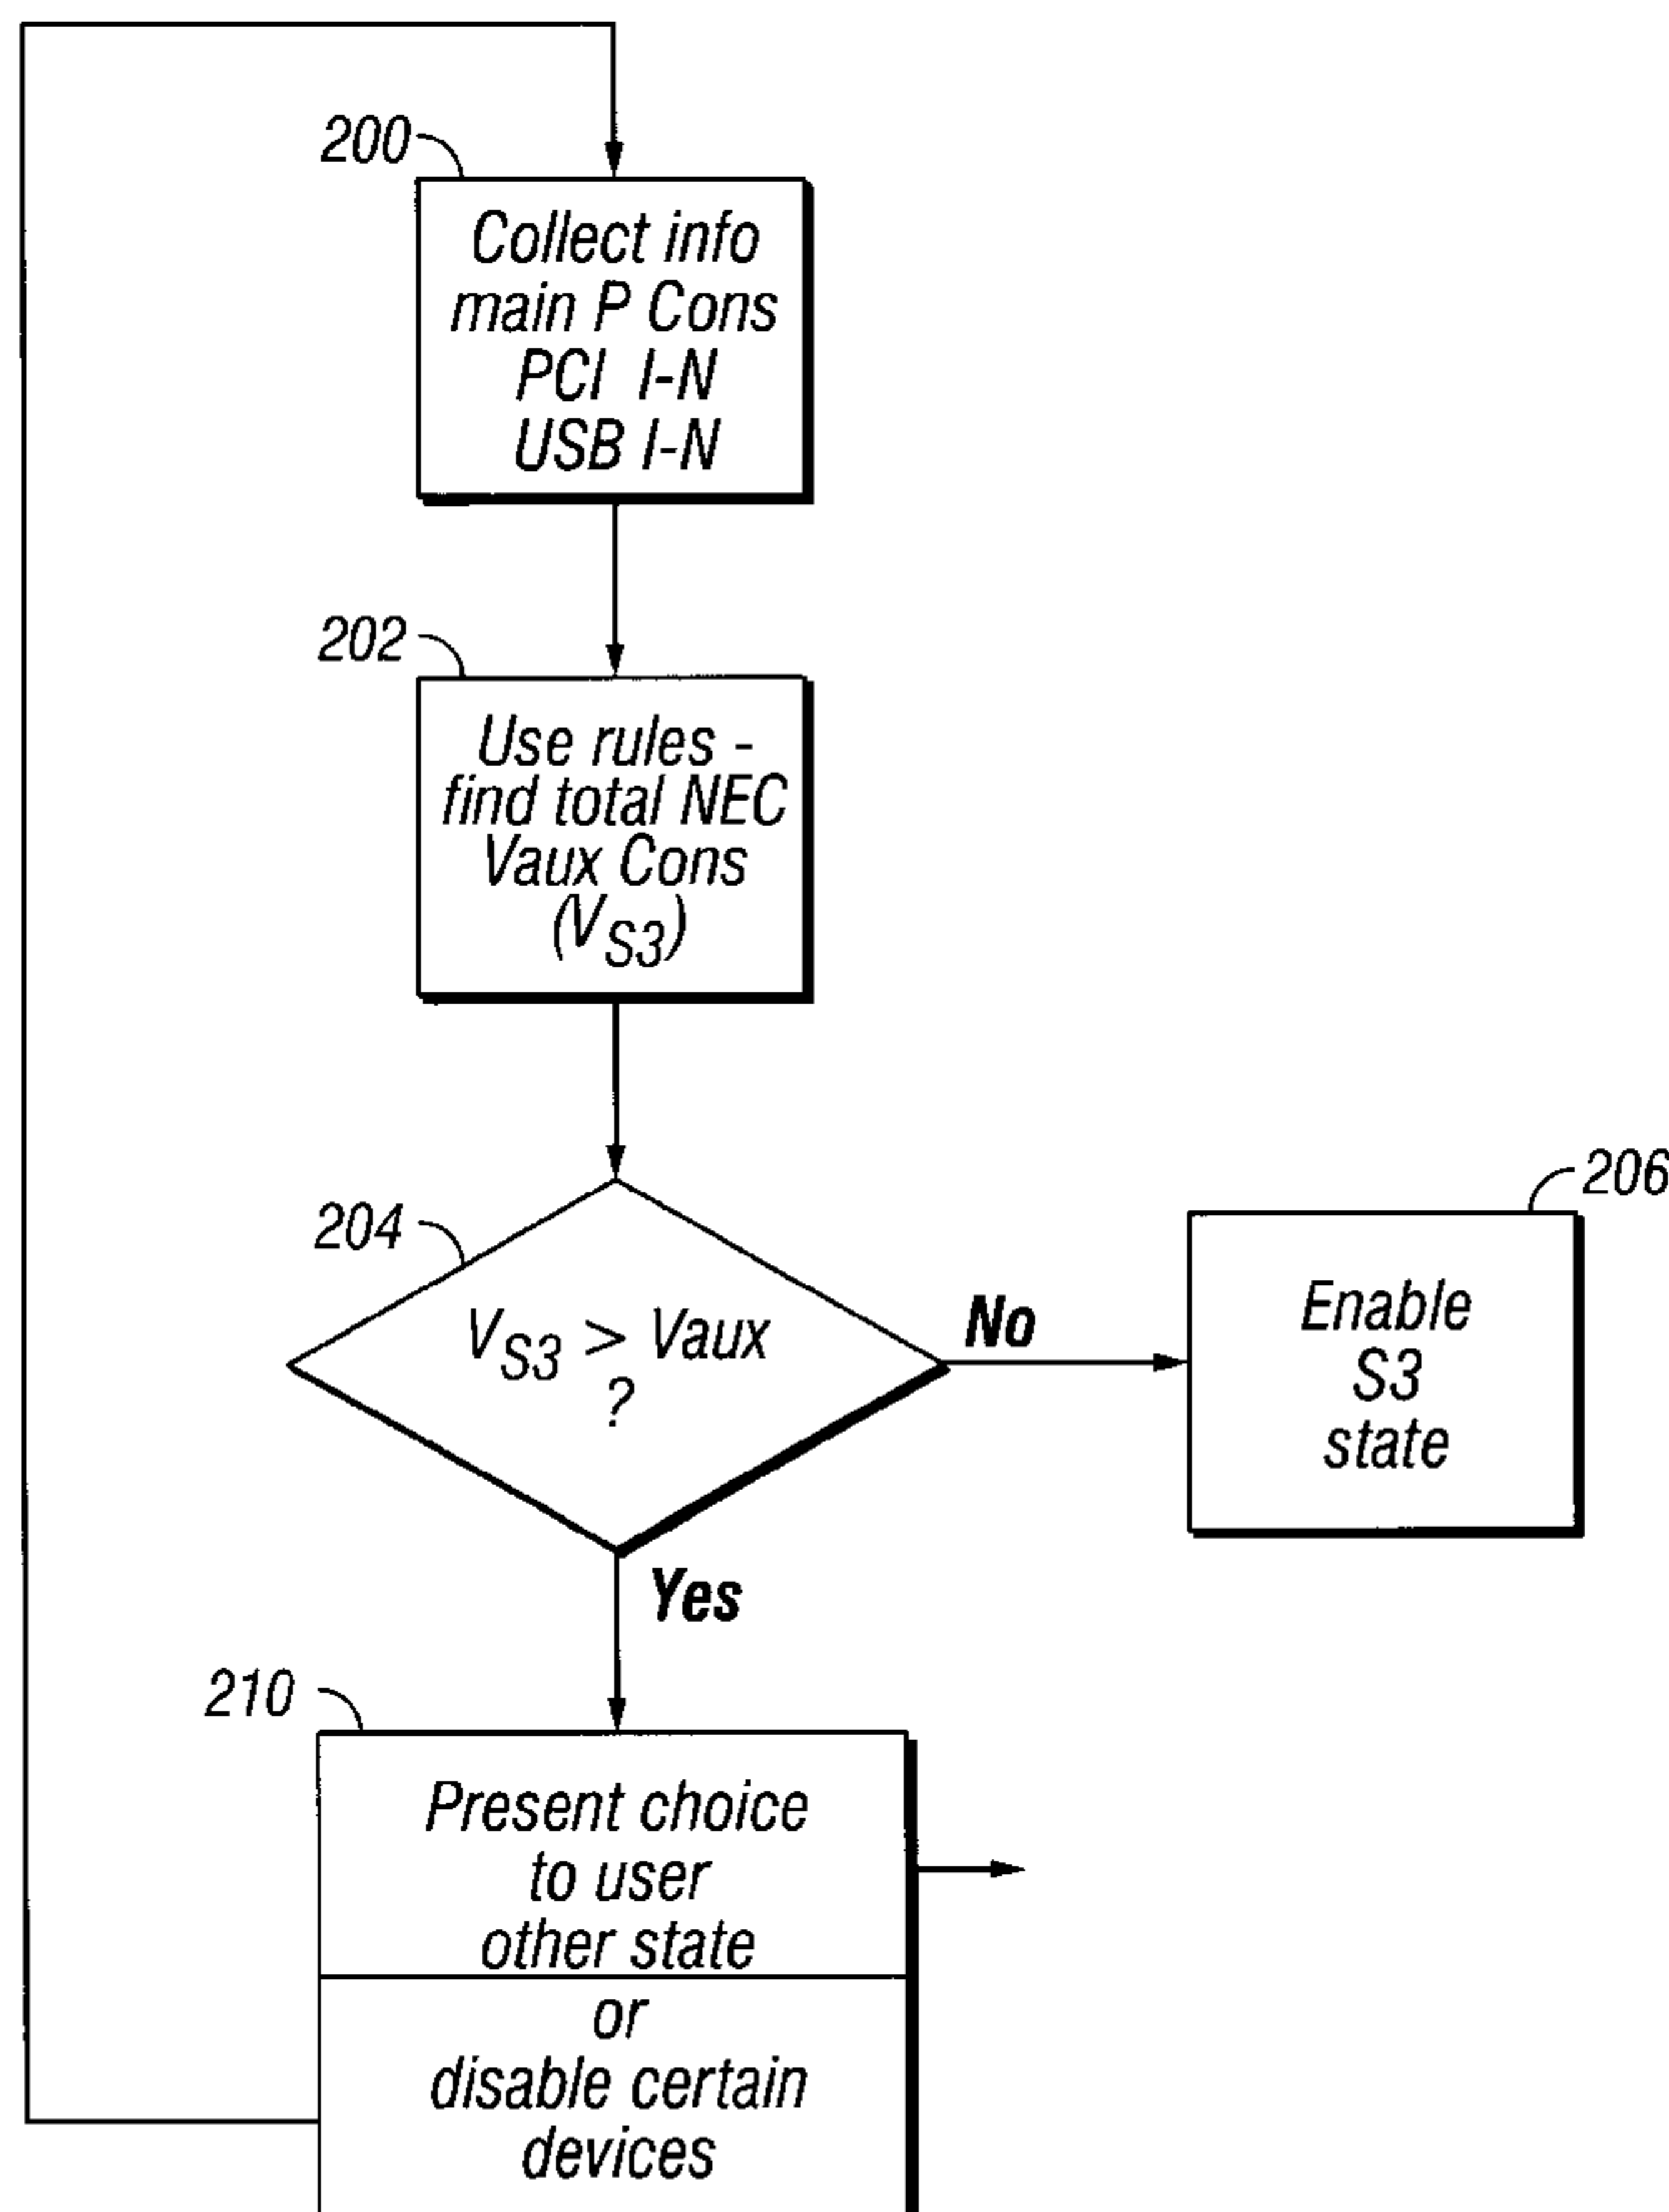 200
Collect info
main P Cons
PCI I-N
USB I-N
202
Use rules -
find total NEC
Vaux Cons
(VS3)
204
VS3 > Vaux
?
No
206
Enable
S3
state
Yes
210
Present choice
to user
other state
or
disable certain
devices